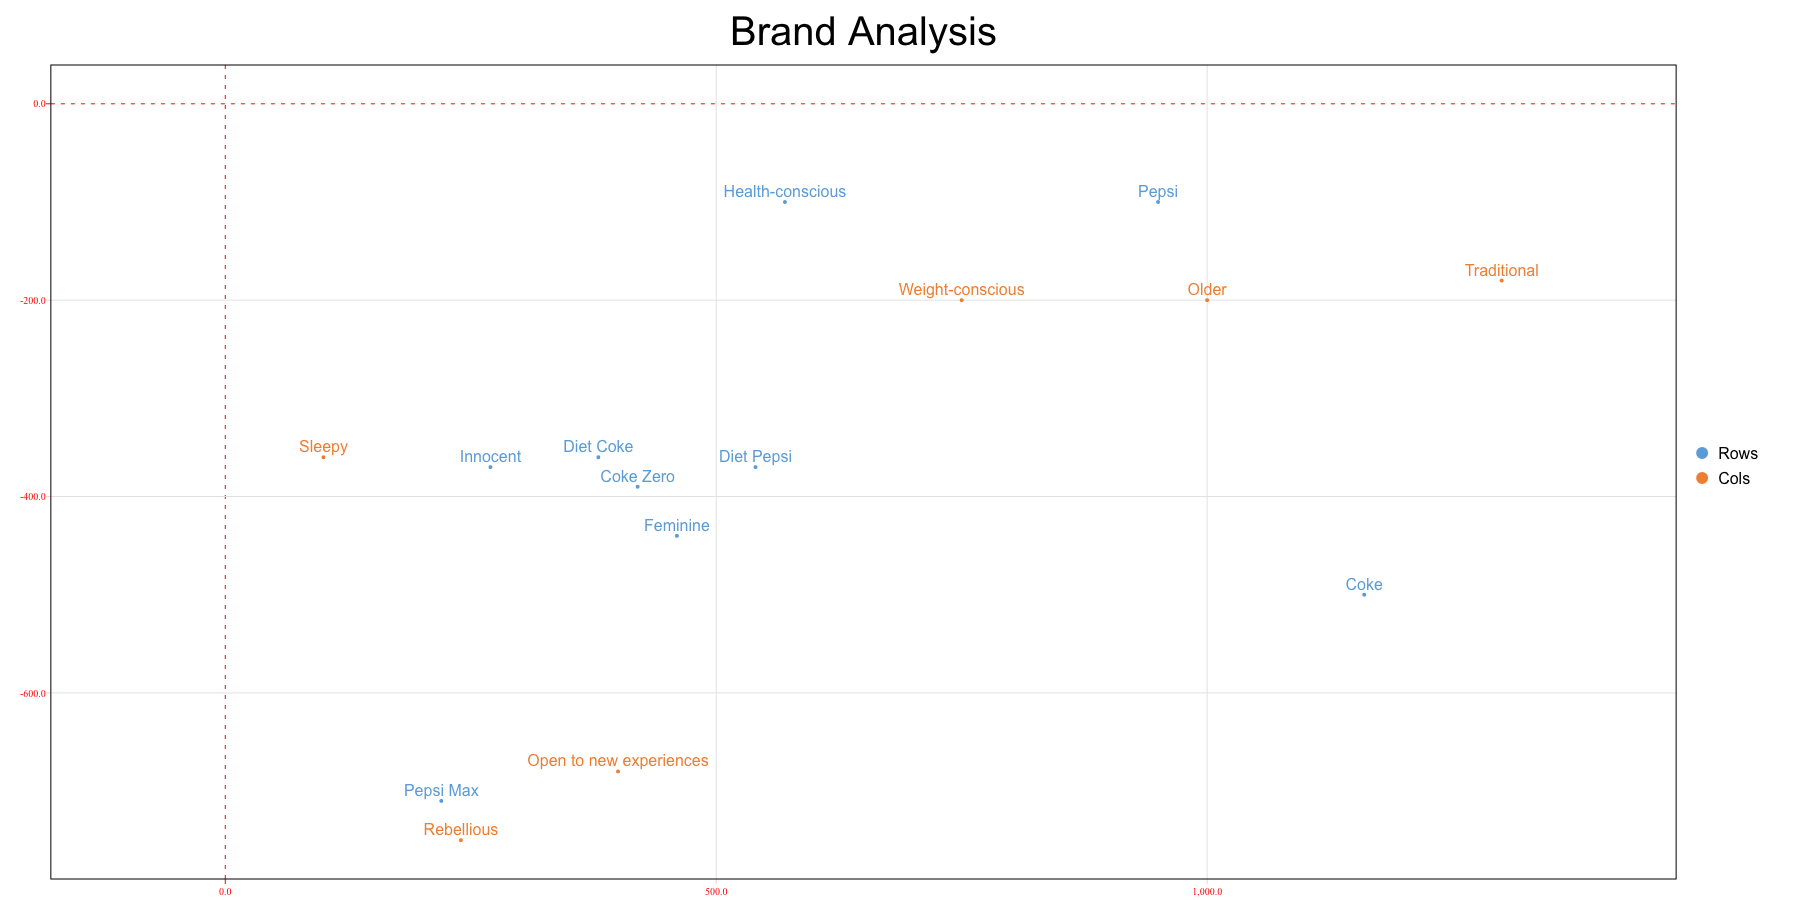 Brand Analysis
0.0
Health-conscious
Pepsi
Traditional
Weight-conscious
Older
-200.0
Sleepy
Innocent
Diet Coke
Diet Pepsi
Coke Zero
Rows
Cols
-400.0
Feminine
Coke
-600.0
Open to new experiences
Pepsi Max
Rebellious
0.0
500.0
1,000.0